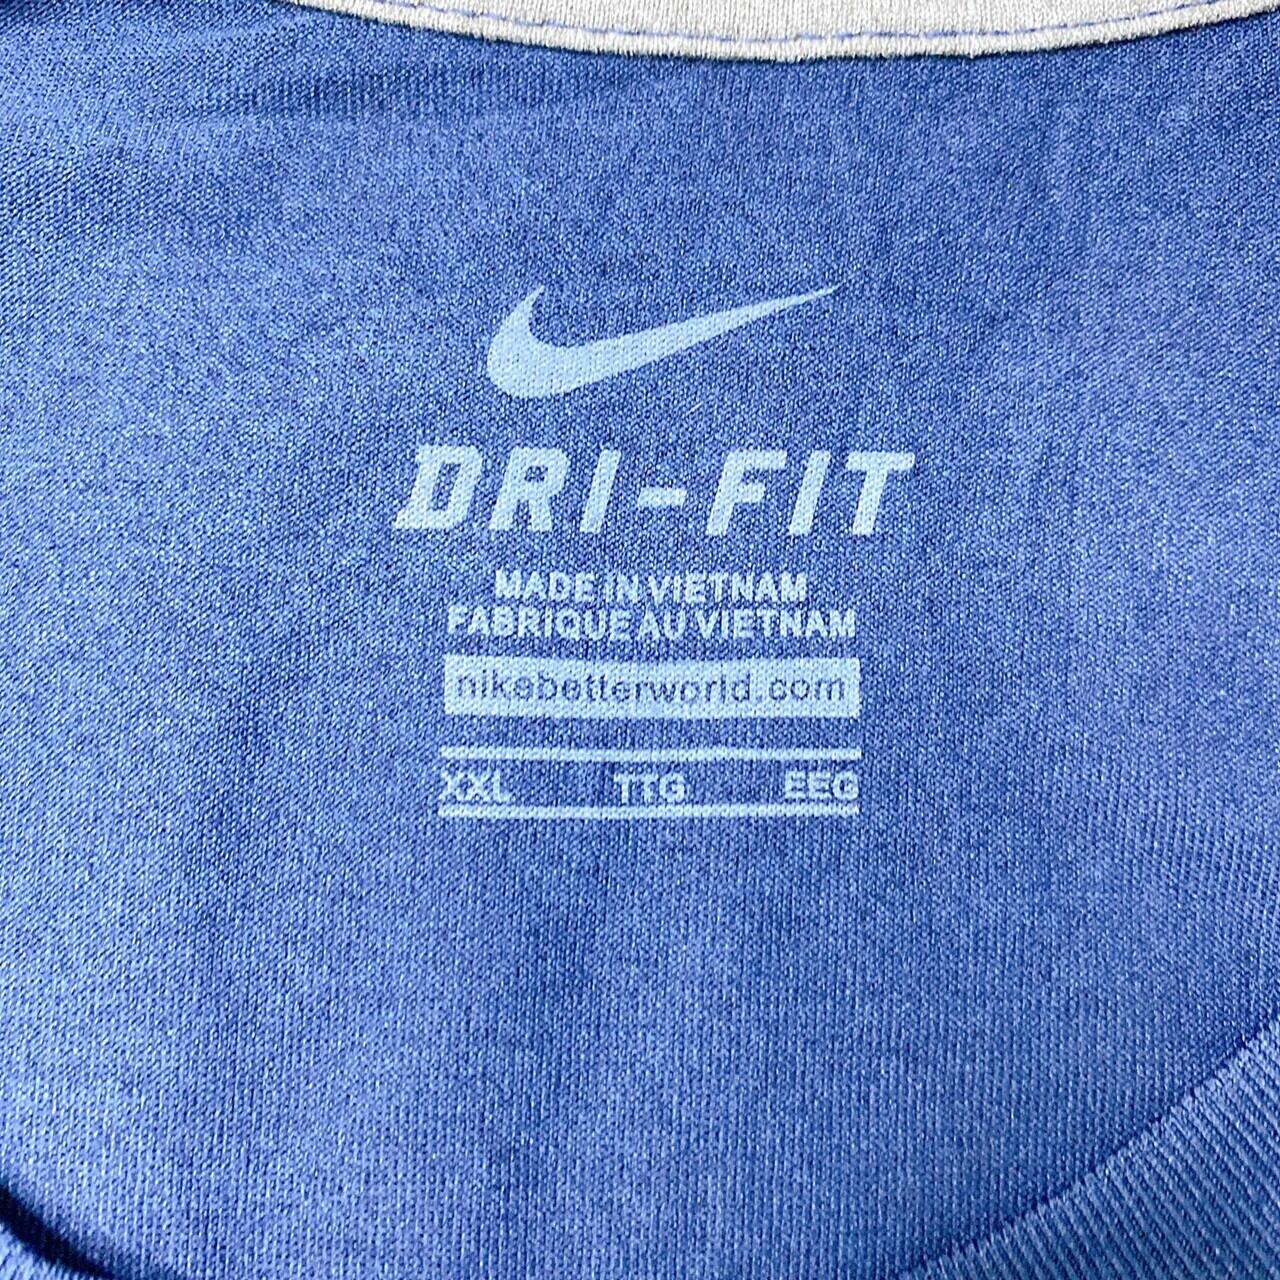 DRI-FIT
MADE IN VIETNAM
FABRIQUE AU VIETNAM
nikebetterworld.com
XXL TTG EEG